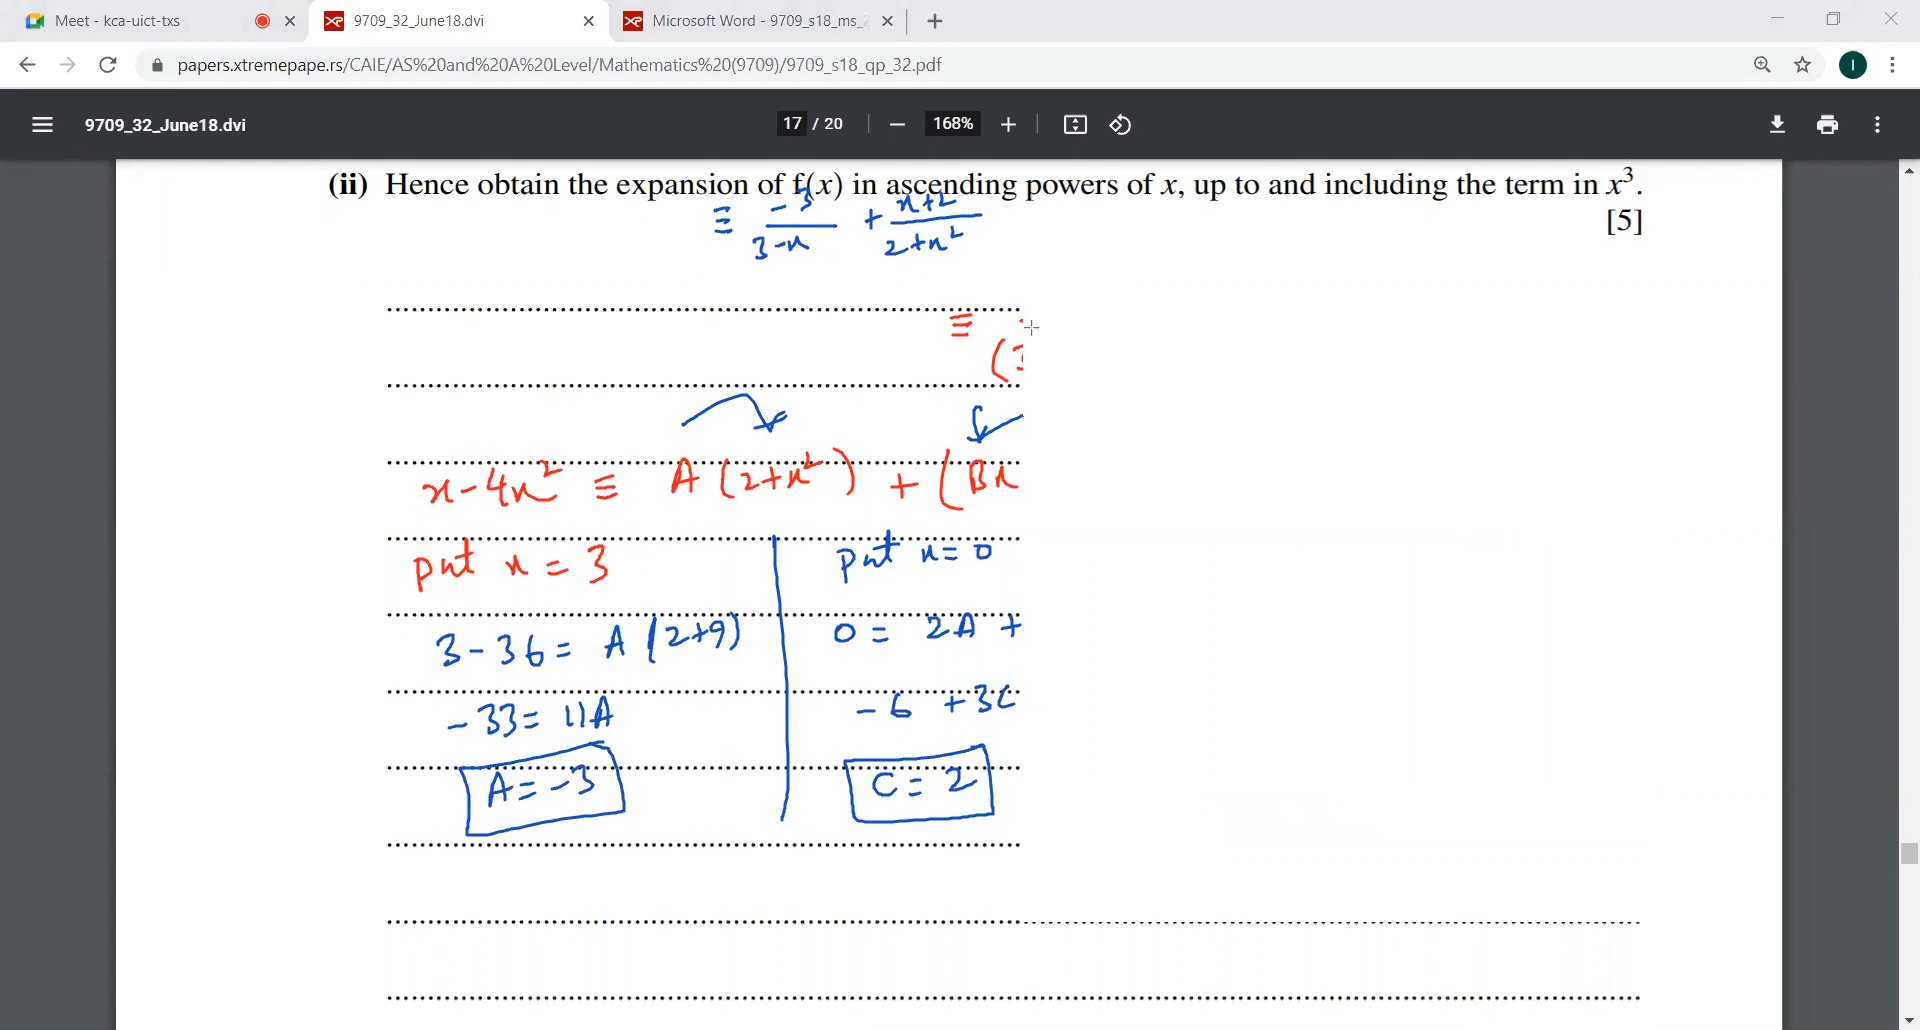 Meet - kca-uict-txs
9709_32_June18.dvi
Microsoft Word - 9709_s18_ms_
papers.xtremepape.rs/CAIE/AS%20and%20A%20Level/Mathematics%20(9709)/9709_s18_qp_32.pdf
I
9709_32_June18.dvi
17 / 20
168%
(ii) Hence obtain the expansion of f(x) in ascending powers of x, up to and including the term in x³.
[5]
≡ -3/(3-x) + (x+2)/(2+x²)
≡
(
x-4x² ≡ A(2+x²) + (Bx
put x = 3
put x = 0
3-36 = A(2+9)
0 = 2A +
-33 = 11A
-6 +3C
A = -3
C = 2